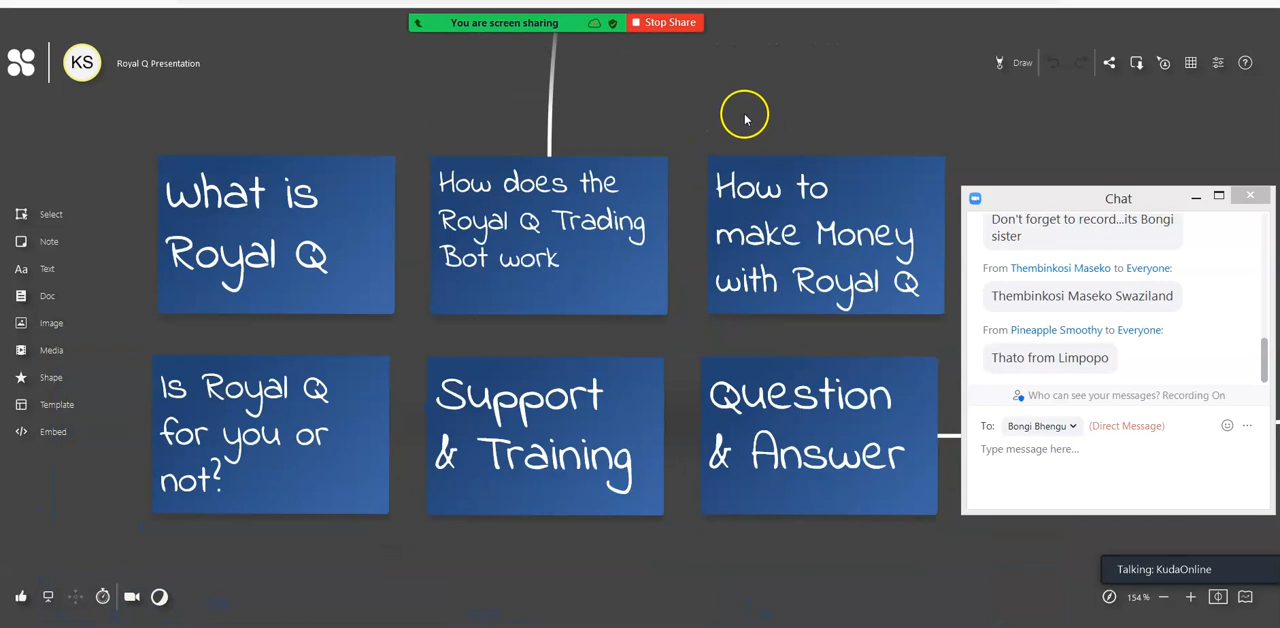 You are screen sharing
Stop Share
KS
Royal Q Presentation
Draw
What is
Royal Q
How does the
Royal Q Trading
Bot work
How to
make Money
with Royal Q
Is Royal Q
for you or
not?
Support
& Training
Question
& Answer
Select
Note
Aa Text
Doc
Image
Media
Shape
Template
Embed
Chat
Don't forget to record...its Bongi
sister
From Thembinkosi Maseko to Everyone:
Thembinkosi Maseko Swaziland
From Pineapple Smoothy to Everyone:
Thato from Limpopo
Who can see your messages? Recording On
To: Bongi Bhengu (Direct Message)
Type message here...
Talking: KudaOnline
154 %